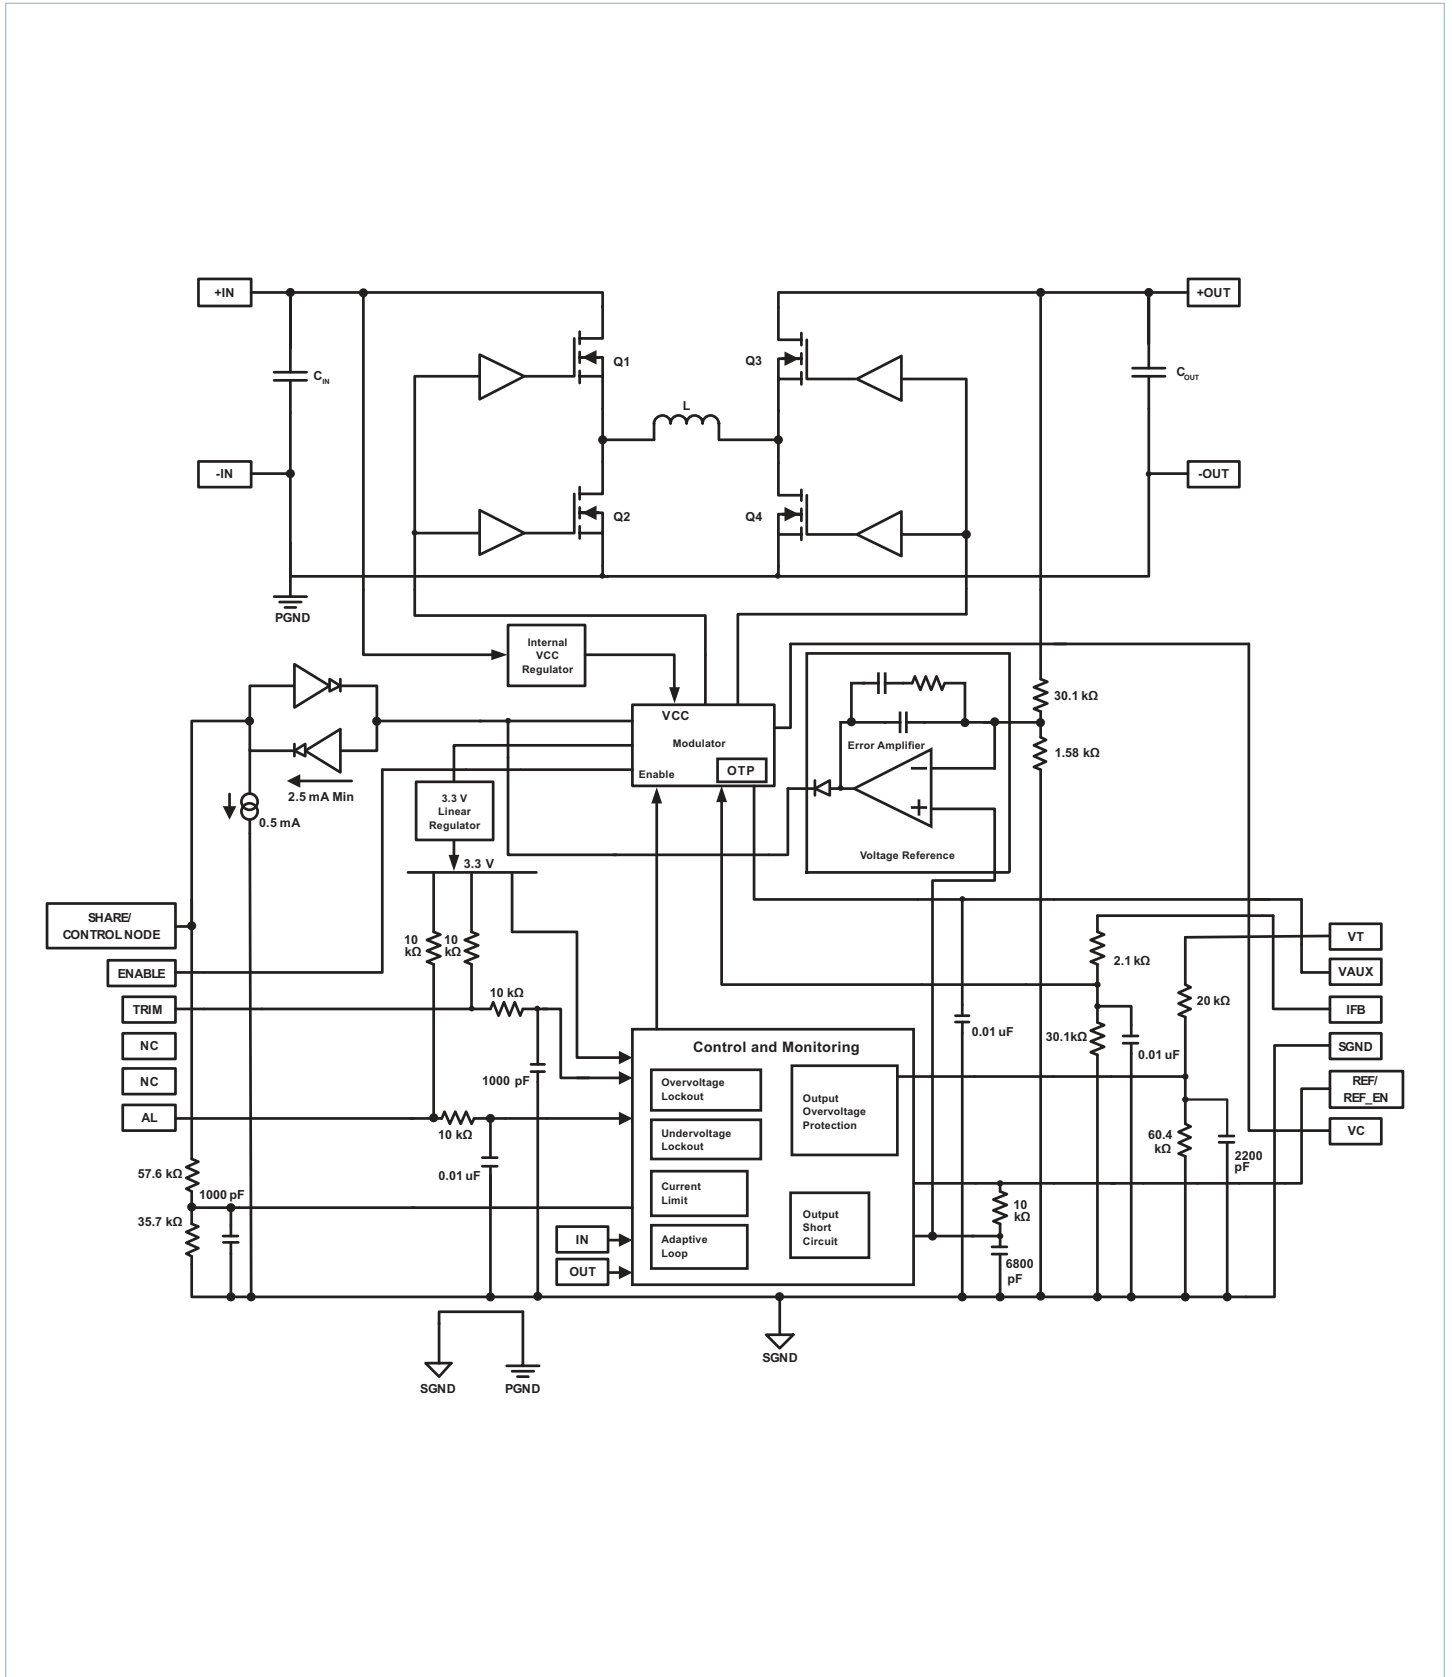 +IN
+OUT
Q1
Q3
C IN
C OUT
L
-IN
-OUT
Q2
Q4
PGND
Internal
VCC
Regulator
30.1 kΩ
VCC
Modulator
Error Amplifier
1.58 kΩ
Enable
OTP
2.5 mA Min
3.3 V
Linear
Regulator
0.5 mA
Voltage Reference
3.3 V
SHARE/
CONTROL NODE
10
kΩ
10
kΩ
VT
2.1 kΩ
ENABLE
VAUX
10 kΩ
20 kΩ
TRIM
IFB
0.01 uF
30.1kΩ
NC
Control and Monitoring
SGND
0.01 uF
1000 pF
NC
Overvoltage
Lockout
Output
Overvoltage
Protection
REF/
REF_EN
AL
10 kΩ
Undervoltage
Lockout
60.4
kΩ
VC
2200
pF
57.6 kΩ
0.01 uF
1000 pF
Current
Limit
10
kΩ
35.7 kΩ
Output
Short
Circuit
IN
Adaptive
Loop
OUT
6800
pF
SGND
SGND
PGND